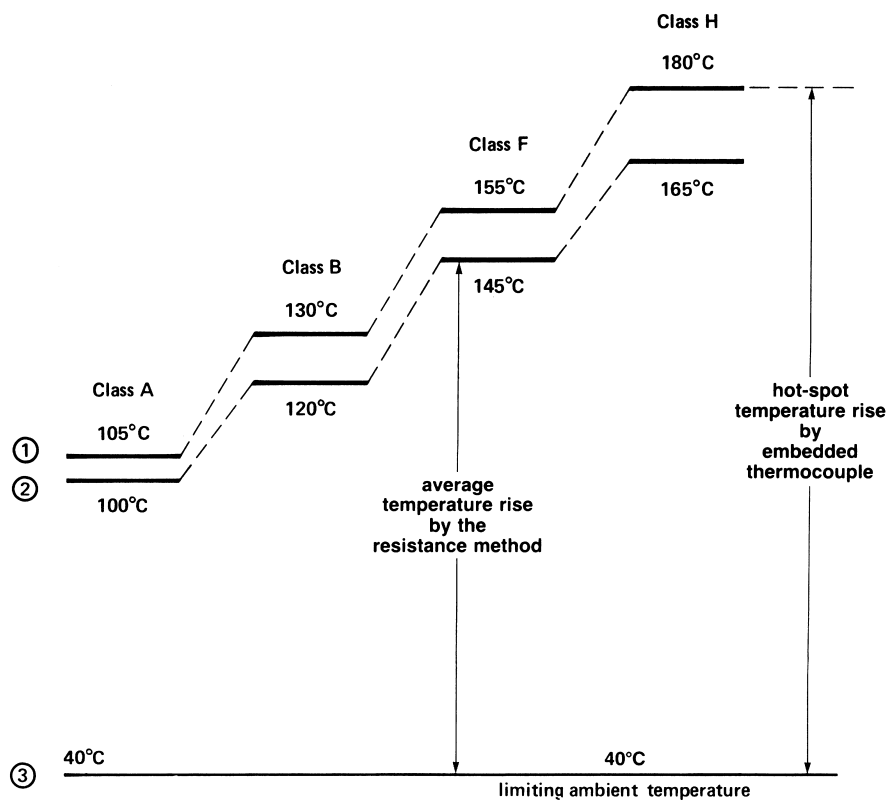 Class H
180°C
Class F
155°C
165°C
Class B
130°C
145°C
Class A
120°C
hot-spot
temperature rise
by
embedded
thermocouple
105°C
①
②
100°C
average
temperature rise
by the
resistance method
40°C
40°C
③
limiting ambient temperature